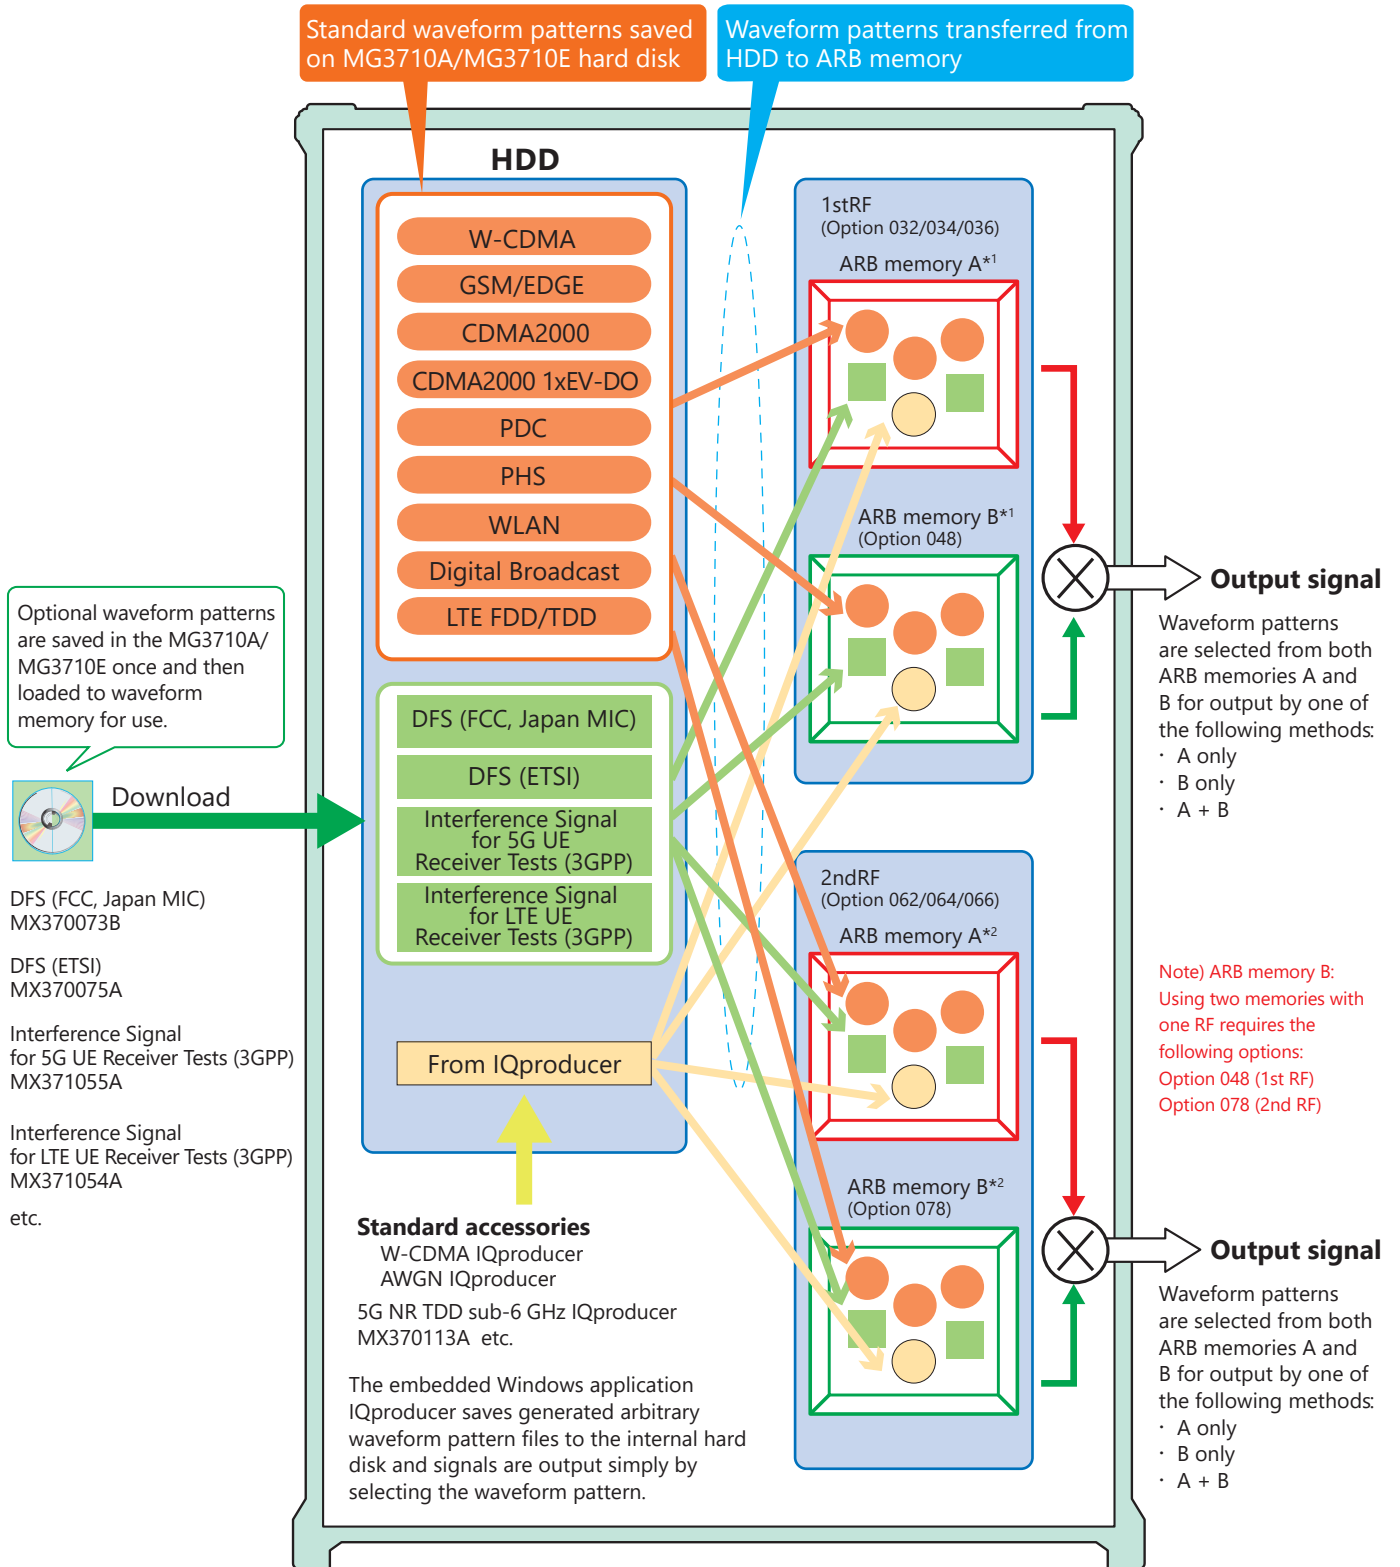 Standard waveform patterns saved
on MG3710A/MG3710E hard disk
Waveform patterns transferred from
HDD to ARB memory
HDD
W-CDMA
GSM/EDGE
CDMA2000
CDMA2000 1xEV-DO
PDC
PHS
WLAN
Digital Broadcast
LTE FDD/TDD
DFS (FCC, Japan MIC)
DFS (ETSI)
Interference Signal
for 5G UE
Receiver Tests (3GPP)
Interference Signal
for LTE UE
Receiver Tests (3GPP)
From IQproducer
Optional waveform patterns
are saved in the MG3710A/
MG3710E once and then
loaded to waveform
memory for use.
Download
DFS (FCC, Japan MIC)
MX370073B
DFS (ETSI)
MX370075A
Interference Signal
for 5G UE Receiver Tests (3GPP)
MX371055A
Interference Signal
for LTE UE Receiver Tests (3GPP)
MX371054A
etc.
Standard accessories
W-CDMA IQproducer
AWGN IQproducer
5G NR TDD sub-6 GHz IQproducer
MX370113A etc.
The embedded Windows application
IQproducer saves generated arbitrary
waveform pattern files to the internal hard
disk and signals are output simply by
selecting the waveform pattern.
1stRF
(Option 032/034/036)
ARB memory A*1
ARB memory B*1
(Option 048)
2ndRF
(Option 062/064/066)
ARB memory A*2
ARB memory B*2
(Option 078)
Output signal
Waveform patterns
are selected from both
ARB memories A and
B for output by one of
the following methods:
· A only
· B only
· A + B
Note) ARB memory B:
Using two memories with
one RF requires the
following options:
Option 048 (1st RF)
Option 078 (2nd RF)
Output signal
Waveform patterns
are selected from both
ARB memories A and
B for output by one of
the following methods:
· A only
· B only
· A + B